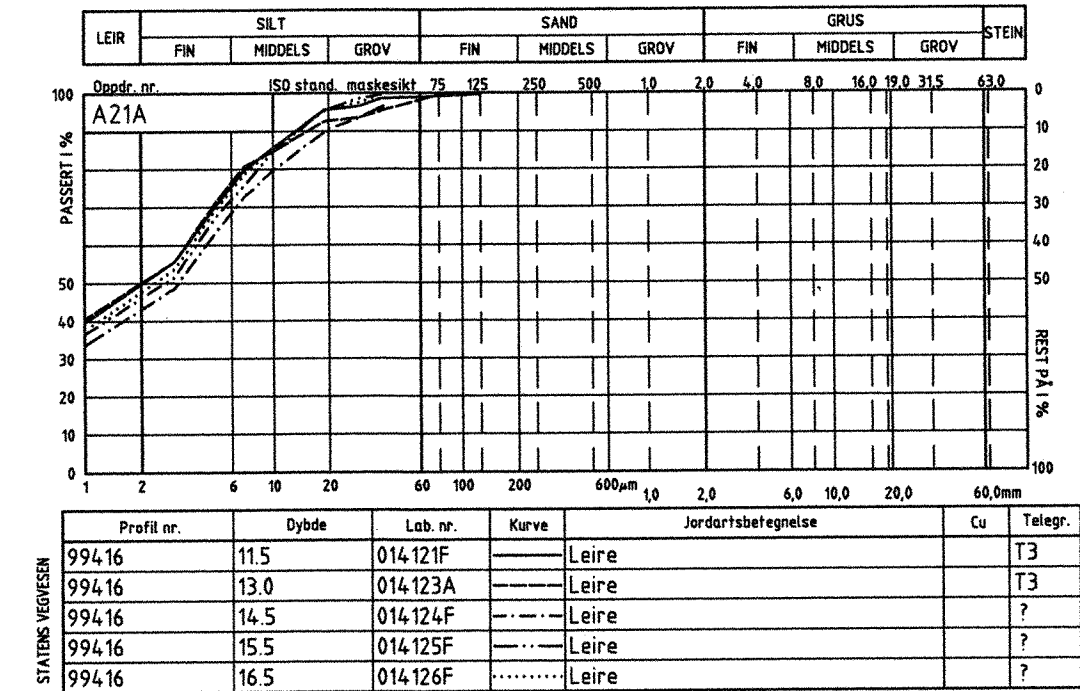 LEIR SILT SAND GRUS STEIN
FIN MIDDELS GROV FIN MIDDELS GROV FIN MIDDELS GROV
Oppdr. nr. ISO stand. maskesikt 75 125 250 500 1,0 2,0 4,0 8,0 16,0 19,0 31,5 63,0
A21A
PASSERT I %
100
50
40
30
20
10
0
0
10
20
30
40
50
100
REST PÅ I %
1 2 6 10 20 60 100 200 600µm 1,0 2,0 6,0 10,0 20,0 60,0mm
STATENS VEGVESEN
Profil nr. Dybde Lab. nr. Kurve Jordartsbetegnelse Cu Telegr.
99416 11.5 014121F Leire T3
99416 13.0 014123A Leire T3
99416 14.5 014124F Leire ?
99416 15.5 014125F Leire ?
99416 16.5 014126F Leire ?